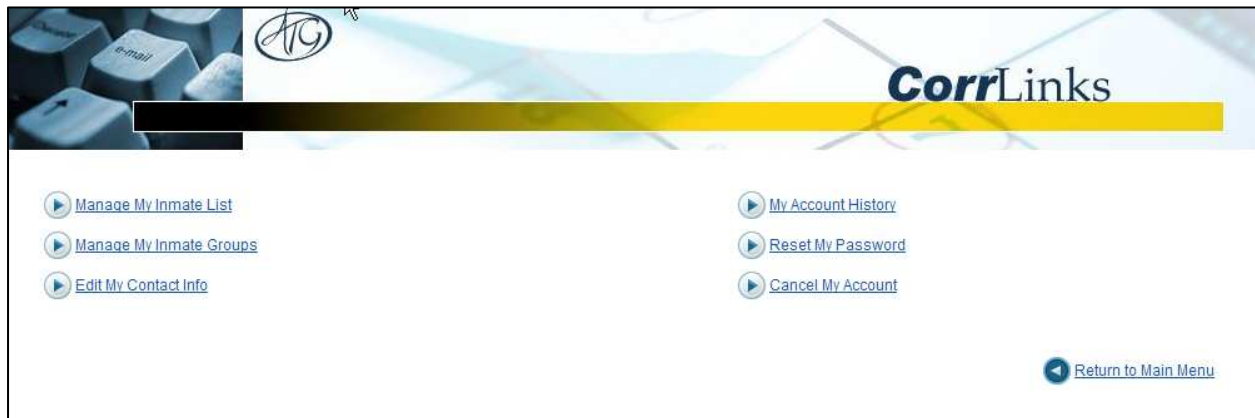 e-mail
ATG
CorrLinks
Manage My Inmate List
My Account History
Manage My Inmate Groups
Reset My Password
Edit My Contact Info
Cancel My Account
Return to Main Menu